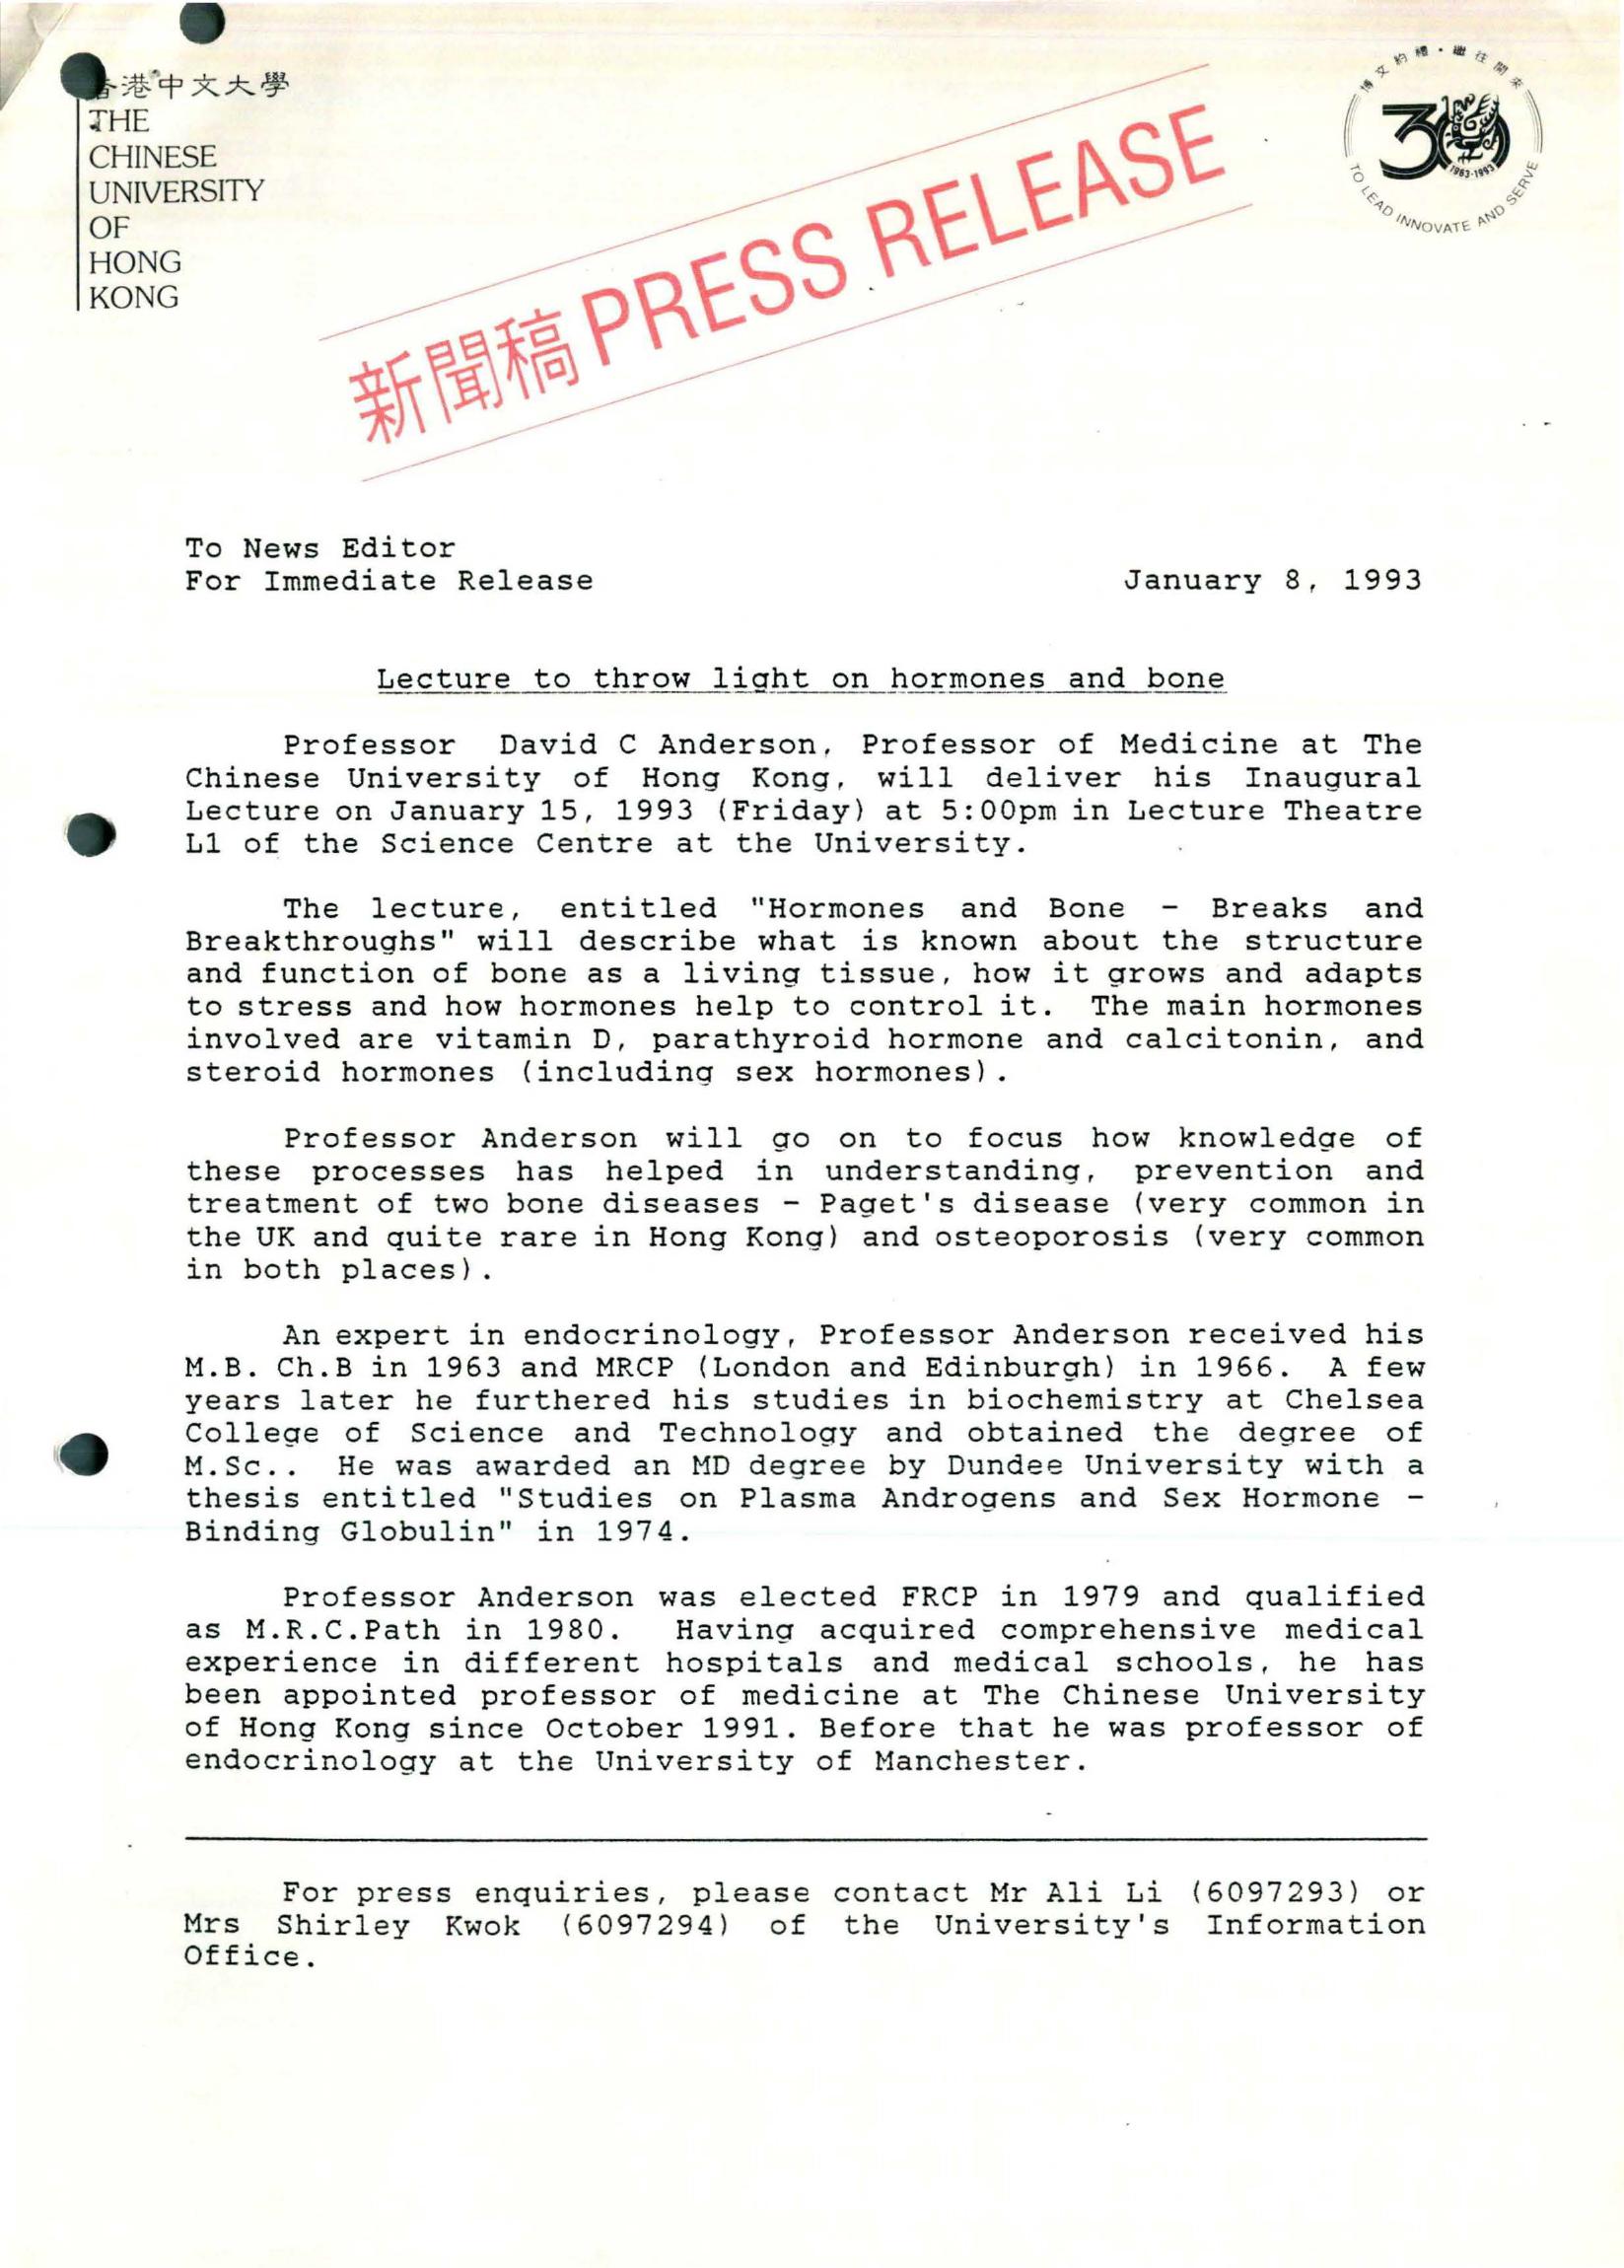 香港中文大學
THE
CHINESE
UNIVERSITY
OF
HONG
KONG
新聞稿 PRESS RELEASE
博文約禮·繼往開來
30
1963-1993
TO LEAD INNOVATE AND SERVE
To News Editor
For Immediate Release January 8, 1993
Lecture to throw light on hormones and bone
Professor David C Anderson, Professor of Medicine at The
Chinese University of Hong Kong, will deliver his Inaugural
Lecture on January 15, 1993 (Friday) at 5:00pm in Lecture Theatre
L1 of the Science Centre at the University.
The lecture, entitled "Hormones and Bone - Breaks and
Breakthroughs" will describe what is known about the structure
and function of bone as a living tissue, how it grows and adapts
to stress and how hormones help to control it. The main hormones
involved are vitamin D, parathyroid hormone and calcitonin, and
steroid hormones (including sex hormones).
Professor Anderson will go on to focus how knowledge of
these processes has helped in understanding, prevention and
treatment of two bone diseases - Paget's disease (very common in
the UK and quite rare in Hong Kong) and osteoporosis (very common
in both places).
An expert in endocrinology, Professor Anderson received his
M.B. Ch.B in 1963 and MRCP (London and Edinburgh) in 1966. A few
years later he furthered his studies in biochemistry at Chelsea
College of Science and Technology and obtained the degree of
M.Sc.. He was awarded an MD degree by Dundee University with a
thesis entitled "Studies on Plasma Androgens and Sex Hormone -
Binding Globulin" in 1974.
Professor Anderson was elected FRCP in 1979 and qualified
as M.R.C.Path in 1980. Having acquired comprehensive medical
experience in different hospitals and medical schools, he has
been appointed professor of medicine at The Chinese University
of Hong Kong since October 1991. Before that he was professor of
endocrinology at the University of Manchester.
For press enquiries, please contact Mr Ali Li (6097293) or
Mrs Shirley Kwok (6097294) of the University's Information
Office.